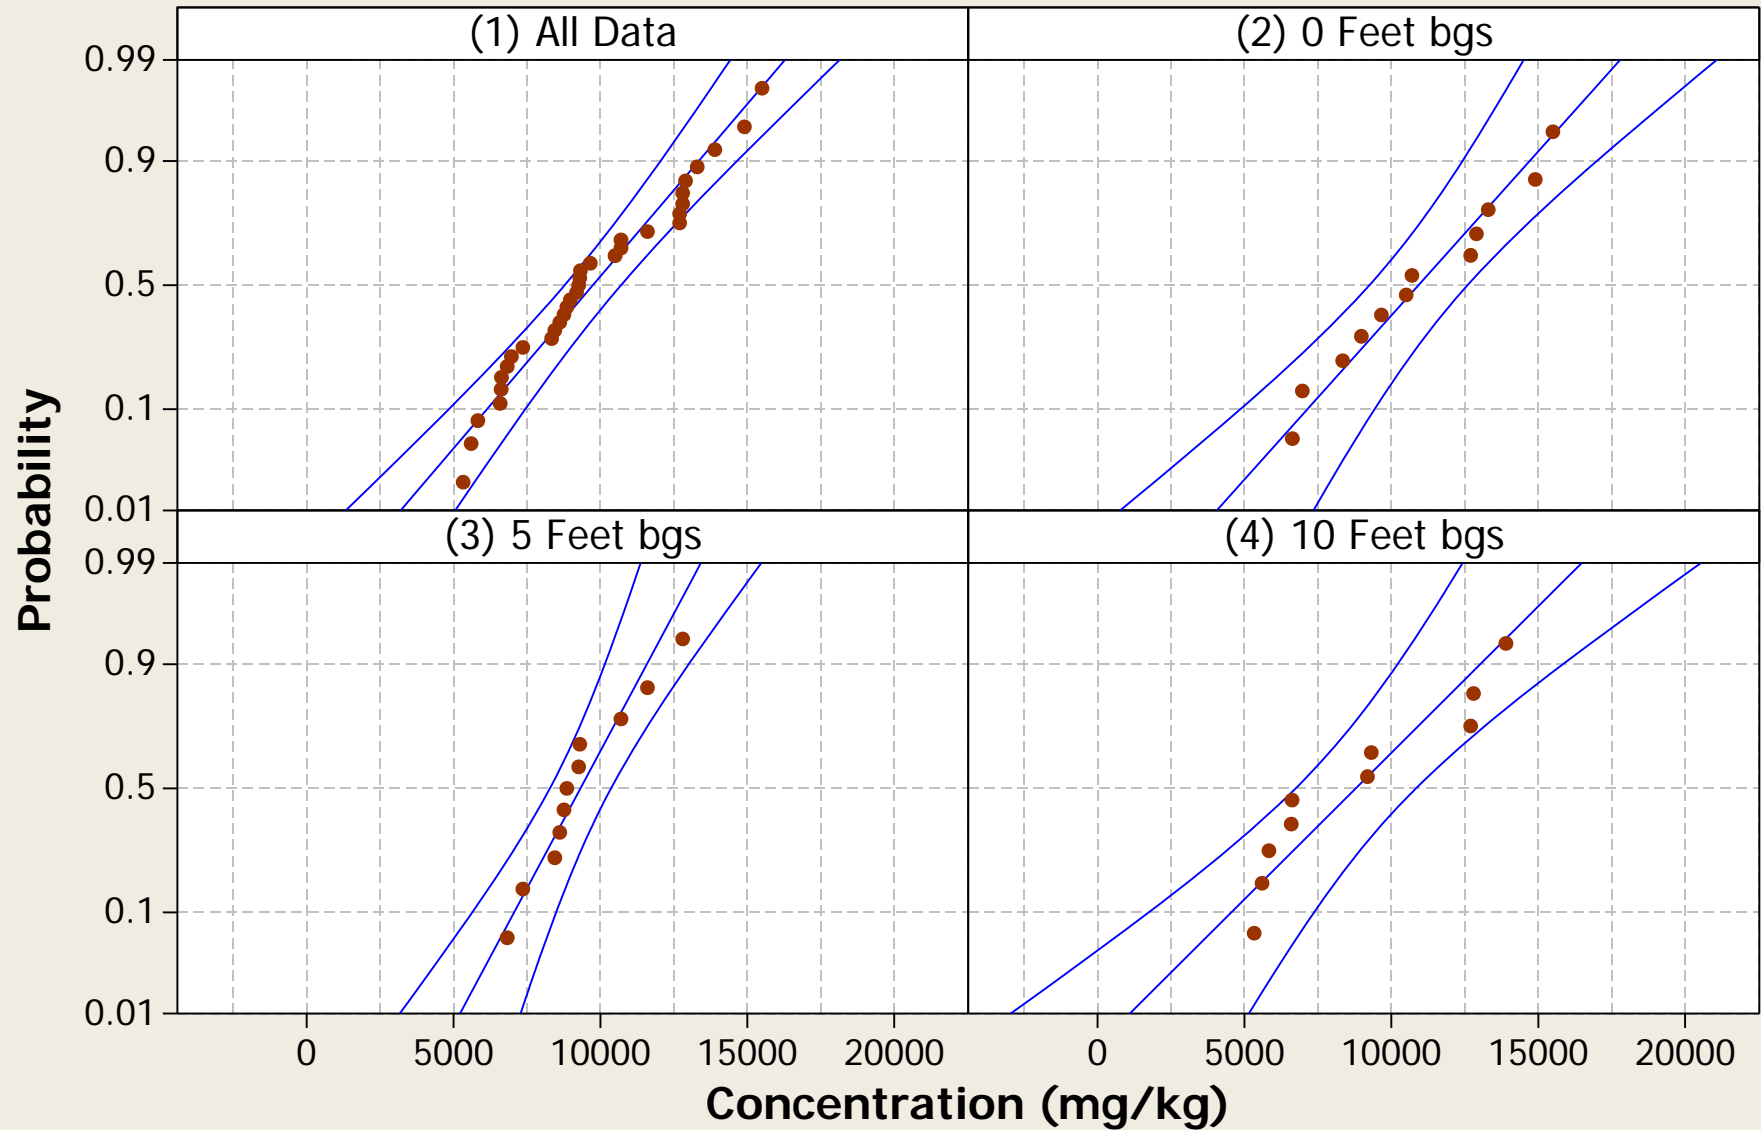 (1) All Data
(2) 0 Feet bgs
0.99
0.9
0.5
0.1
0.01
(3) 5 Feet bgs
(4) 10 Feet bgs
0.99
0.9
0.5
0.1
0.01
Probability
0 5000 10000 15000 20000
0 5000 10000 15000 20000
Concentration (mg/kg)